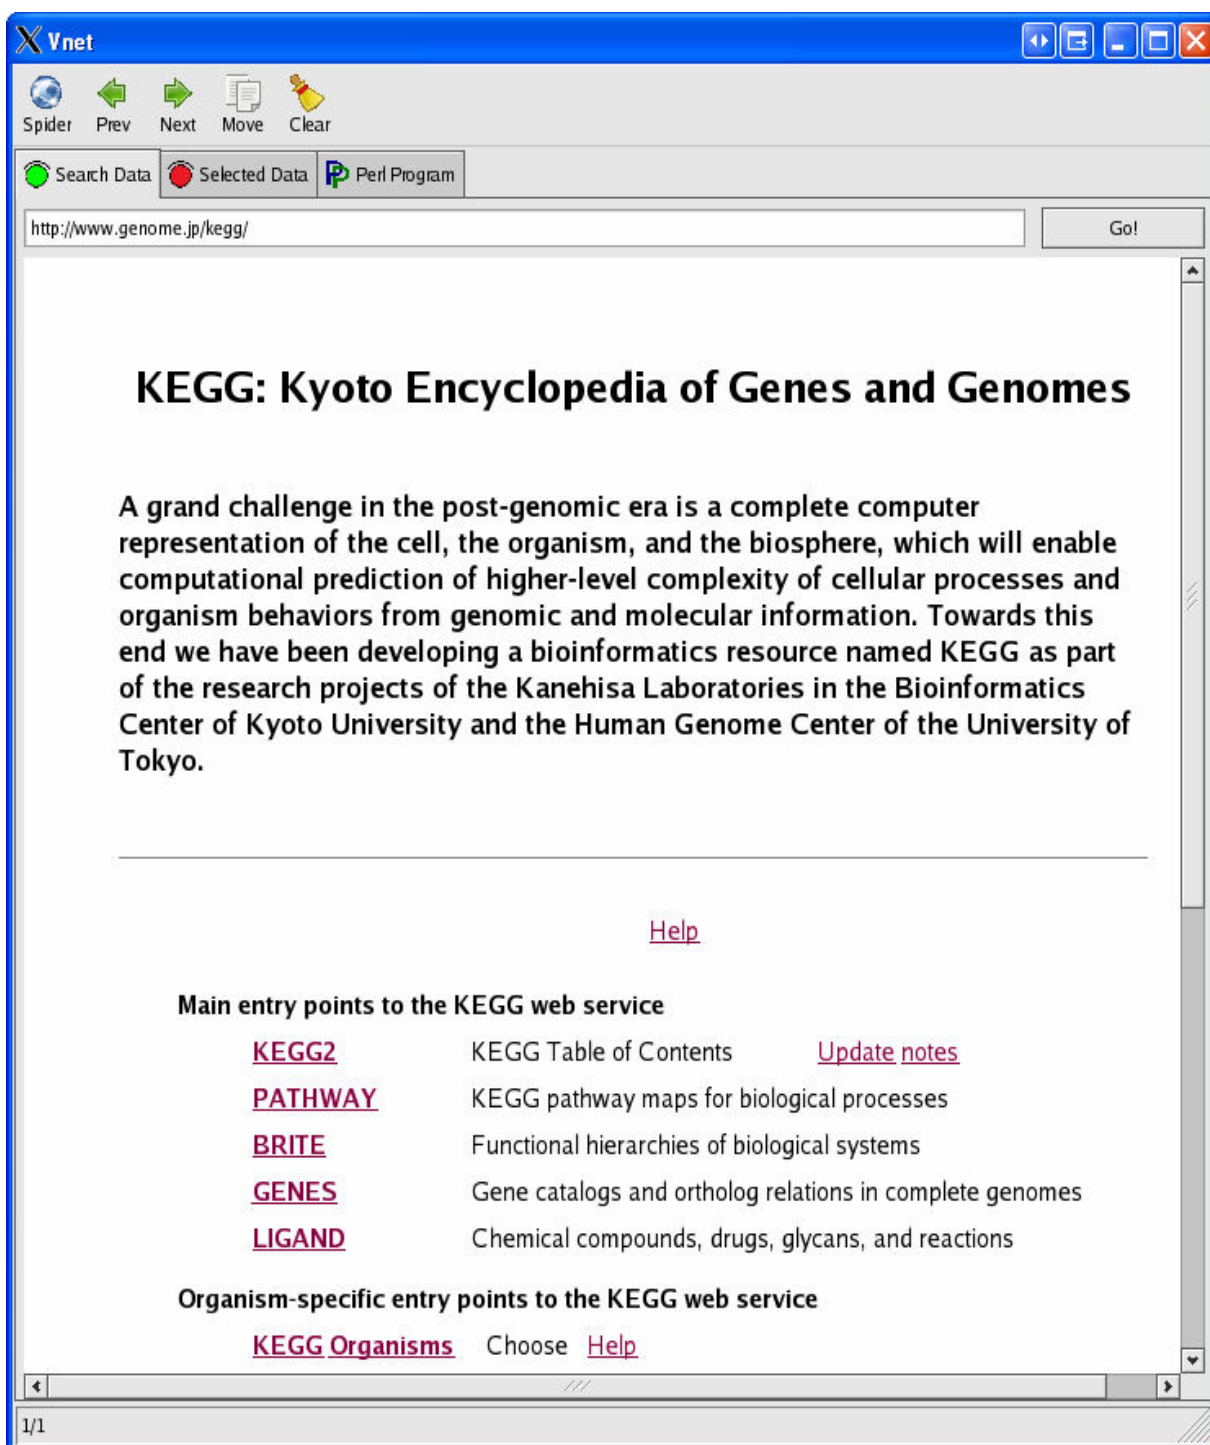 Vnet
Spider Prev Next Move Clear
Search Data Selected Data Perl Program
http://www.genome.jp/kegg/ Go!
KEGG: Kyoto Encyclopedia of Genes and Genomes
A grand challenge in the post-genomic era is a complete computer
representation of the cell, the organism, and the biosphere, which will enable
computational prediction of higher-level complexity of cellular processes and
organism behaviors from genomic and molecular information. Towards this
end we have been developing a bioinformatics resource named KEGG as part
of the research projects of the Kanehisa Laboratories in the Bioinformatics
Center of Kyoto University and the Human Genome Center of the University of
Tokyo.
Help
Main entry points to the KEGG web service
KEGG2 KEGG Table of Contents Update notes
PATHWAY KEGG pathway maps for biological processes
BRITE Functional hierarchies of biological systems
GENES Gene catalogs and ortholog relations in complete genomes
LIGAND Chemical compounds, drugs, glycans, and reactions
Organism-specific entry points to the KEGG web service
KEGG Organisms Choose Help
1/1